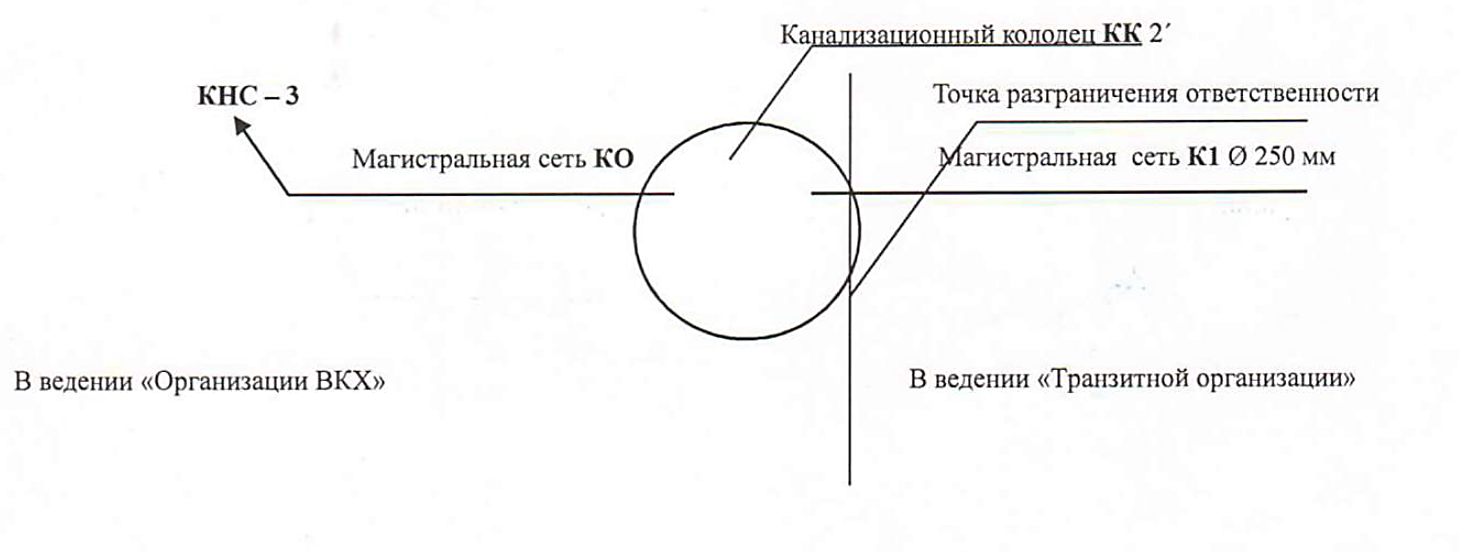 Канализационный колодец КК 2´
КНС – 3
Точка разграничения ответственности
Магистральная сеть КО
Магистральная сеть К1 Ø 250 мм
В ведении «Организации ВКХ»
В ведении «Транзитной организации»